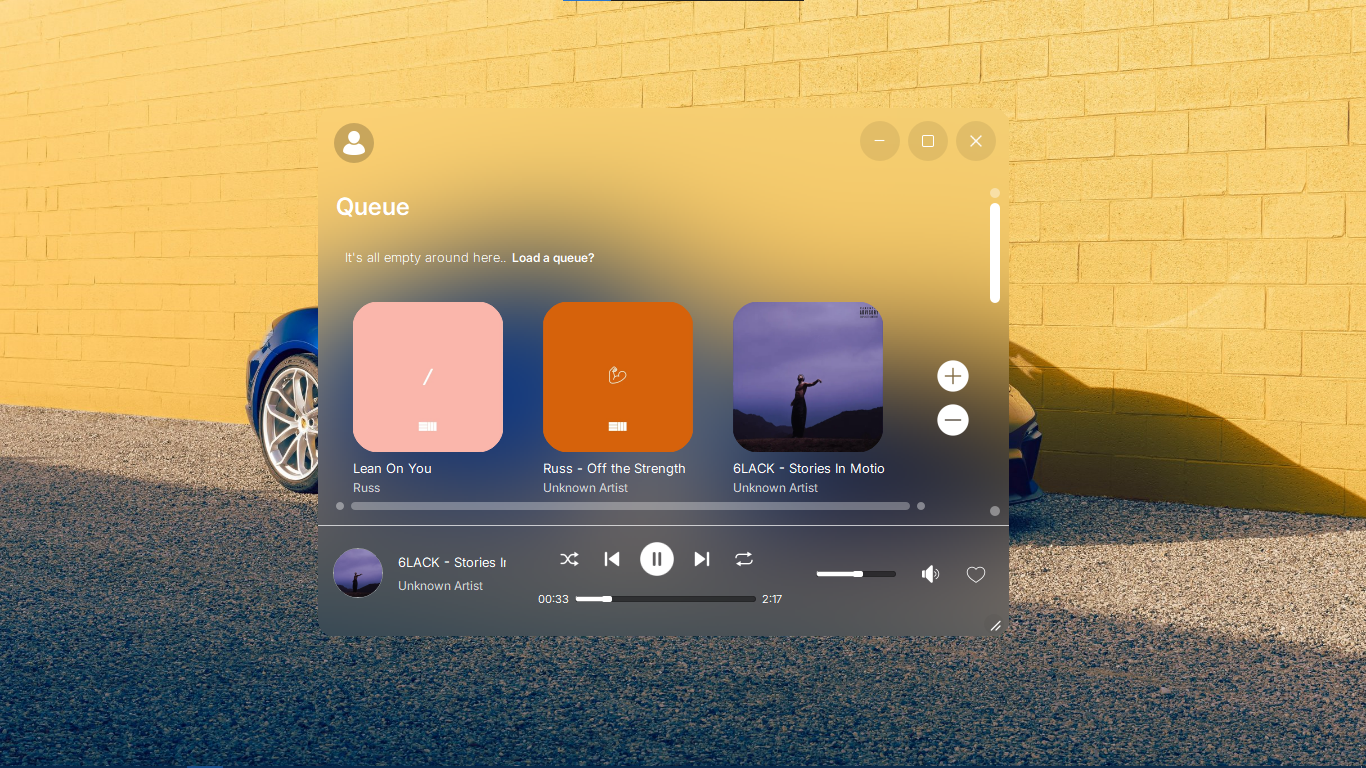 Queue
It's all empty around here.. Load a queue?
Lean On You
Russ
Russ - Off the Strength
Unknown Artist
6LACK - Stories In Motio
Unknown Artist
6LACK - Stories I
Unknown Artist
00:33
2:17